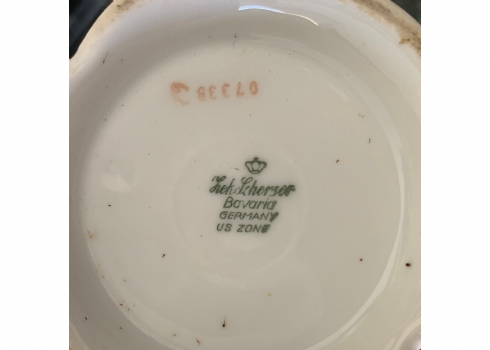 Zeh. Scherzer
Bavaria
GERMANY
US ZONE